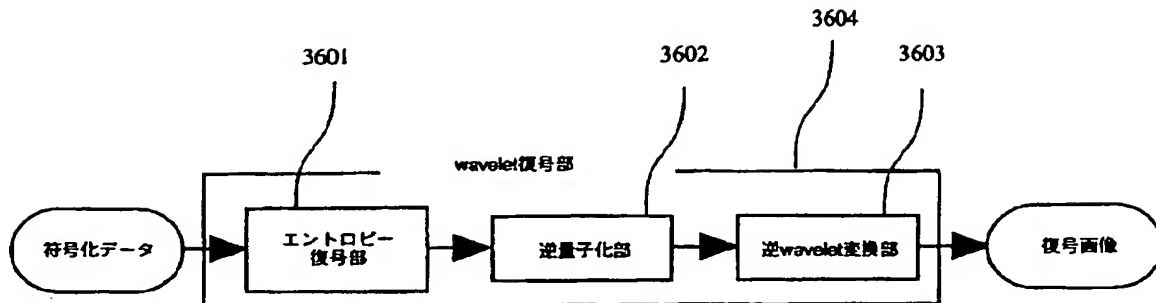 3604
3601
3602
3603
wavelet復号部
符号化データ
エントロピー
復号部
逆量子化部
逆wavelet変換部
復号画像